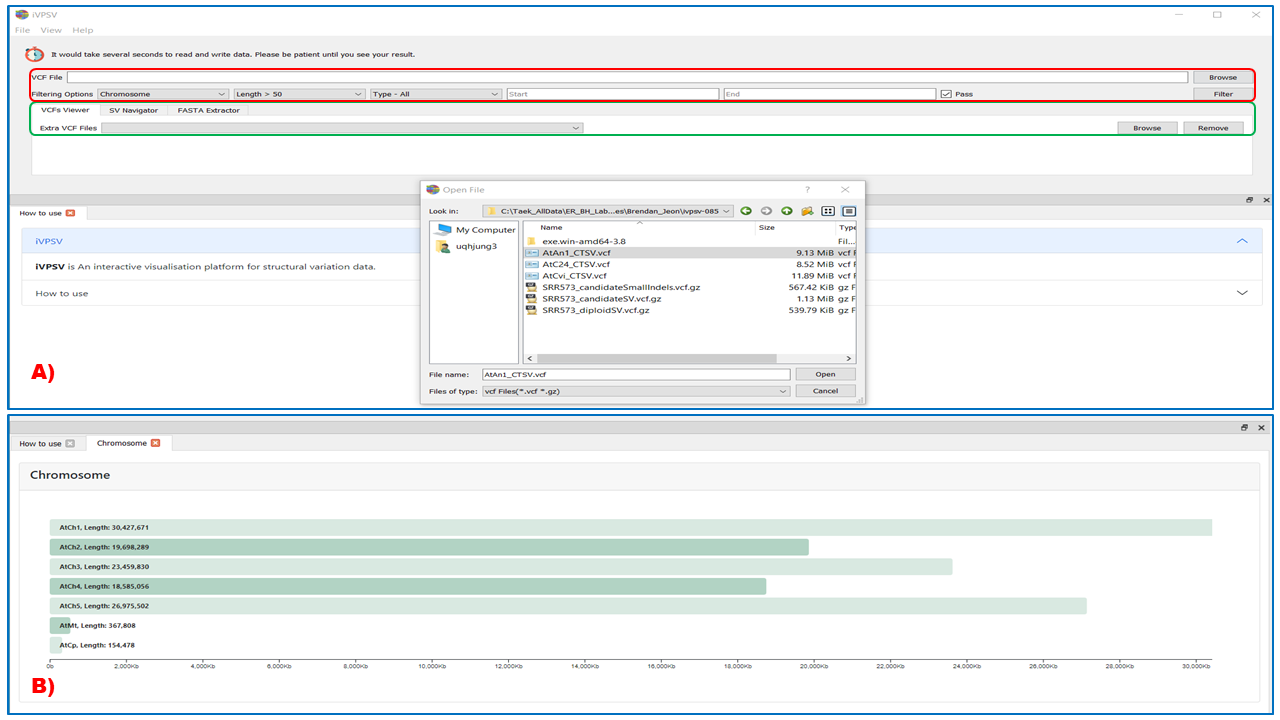 iVPSV
File View Help
It would take several seconds to read and write data. Please be patient until you see your result.
VCF File Browse
Filtering Options Chromosome Length > 50 Type - All Start End Pass Filter
VCFs Viewer SV Navigator FASTA Extractor
Extra VCF Files Browse Remove
How to use
iVPSV
iVPSV is An interactive visualisation platform for structural variation data.
How to use
Open File ?
Look in: C:\Taek_AllData\ER_BH_Lab...es\Brendan_Jeon\ivpsv-085
My Computer
uqhjung3
Name Size Type
exe.win-amd64-3.8 Fil...
AtAn1_CTSV.vcf 9.13 MiB vcf F
AtC24_CTSV.vcf 8.52 MiB vcf F
AtCvi_CTSV.vcf 11.89 MiB vcf F
SRR573_candidateSmallIndels.vcf.gz 567.42 KiB gz F
SRR573_candidateSV.vcf.gz 1.13 MiB gz F
SRR573_diploidSV.vcf.gz 539.79 KiB gz F
File name: AtAn1_CTSV.vcf Open
Files of type: vcf Files(*.vcf *.gz) Cancel
A)
How to use Chromosome
Chromosome
AtCh1, Length: 30,427,671
AtCh2, Length: 19,698,289
AtCh3, Length: 23,459,830
AtCh4, Length: 18,585,056
AtCh5, Length: 26,975,502
AtMt, Length: 367,808
AtCp, Length: 154,478
0b 2,000Kb 4,000Kb 6,000Kb 8,000Kb 10,000Kb 12,000Kb 14,000Kb 16,000Kb 18,000Kb 20,000Kb 22,000Kb 24,000Kb 26,000Kb 28,000Kb 30,000Kb
B)